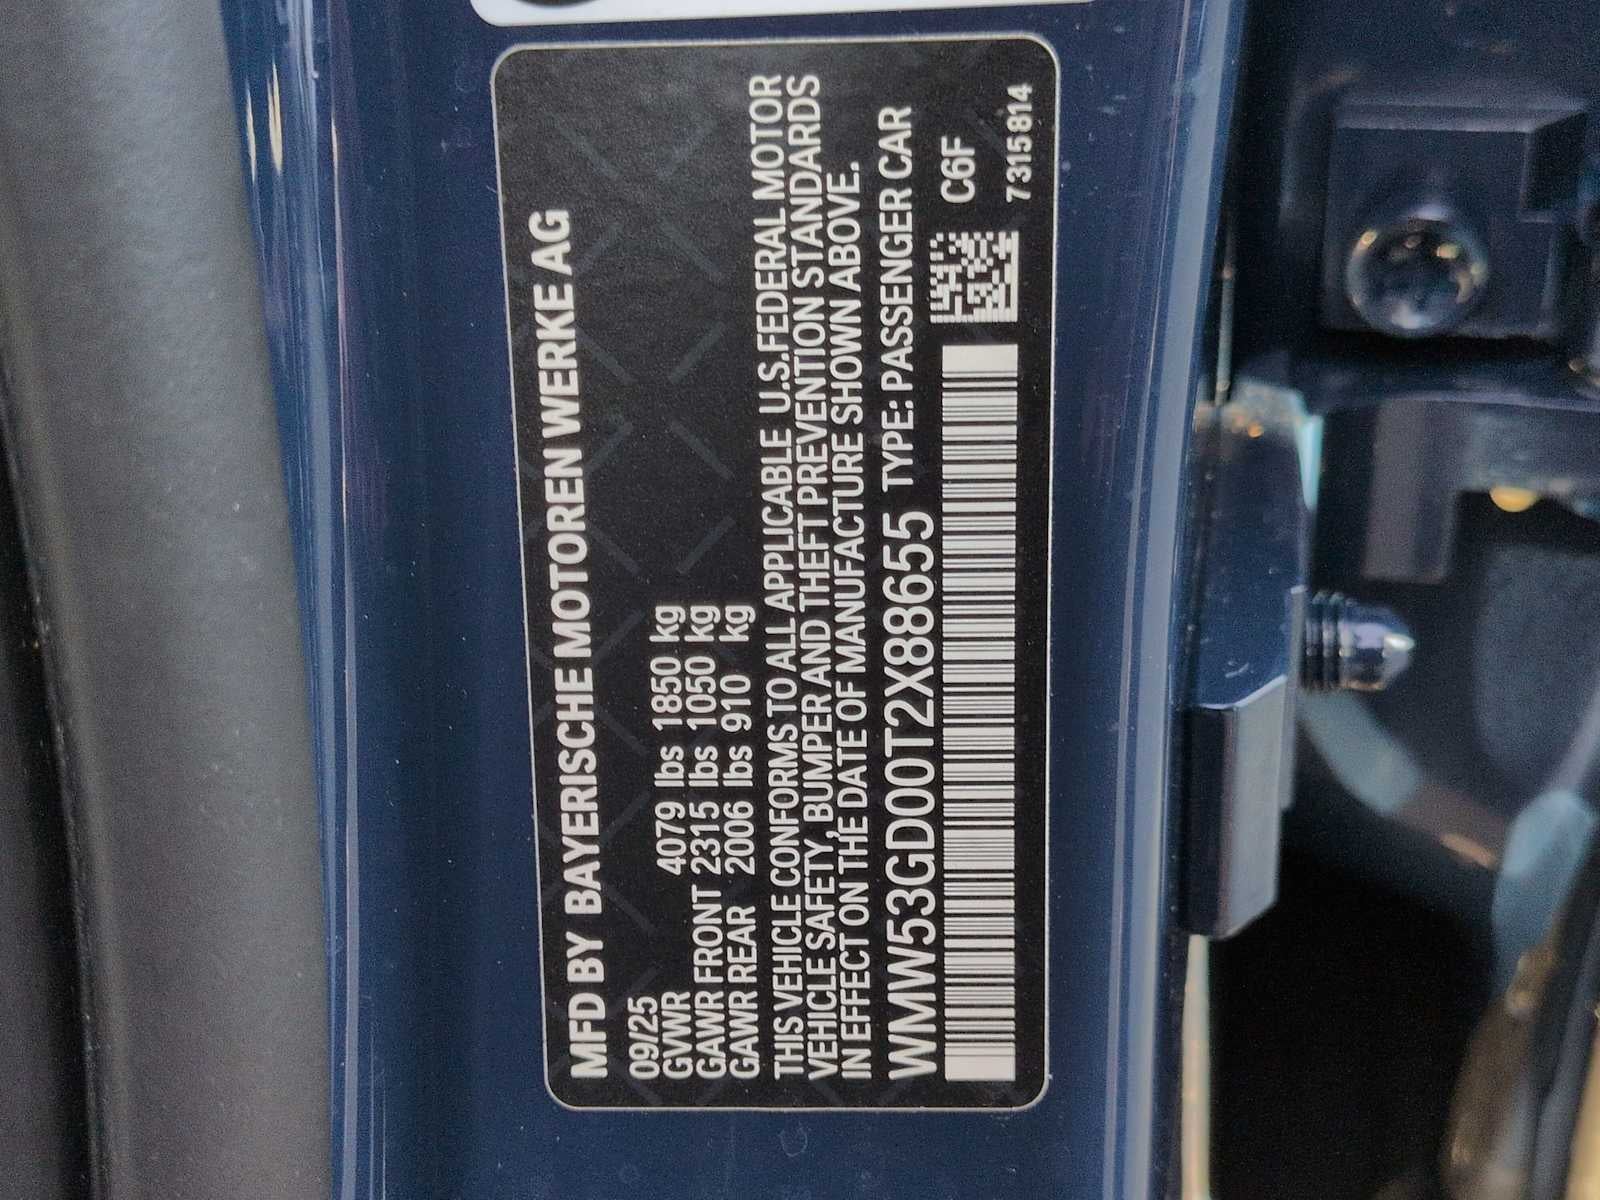 MFD BY BAYERISCHE MOTOREN WERKE AG
09/25
GVWR 4079 lbs 1850 kg
GAWR FRONT 2315 lbs 1050 kg
GAWR REAR 2006 lbs 910 kg
THIS VEHICLE CONFORMS TO ALL APPLICABLE U.S.FEDERAL MOTOR
VEHICLE SAFETY, BUMPER AND THEFT PREVENTION STANDARDS
IN EFFECT ON THE DATE OF MANUFACTURE SHOWN ABOVE.
WMW53GD00T2X88655 TYPE: PASSENGER CAR
C6F
7315814